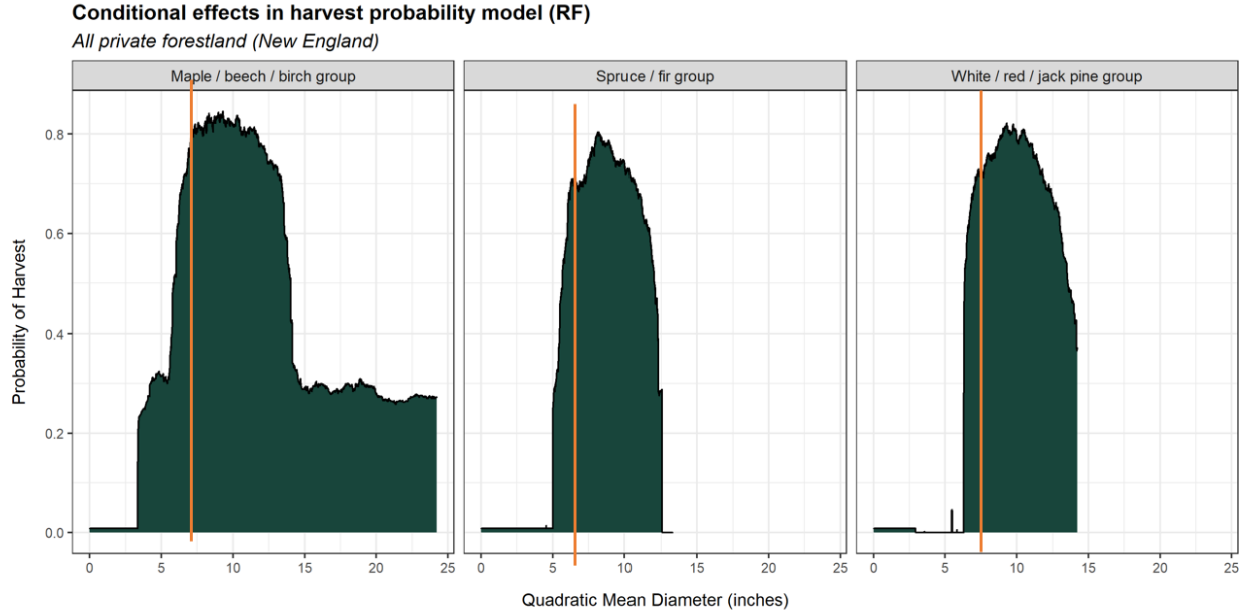 Conditional effects in harvest probability model (RF)
All private forestland (New England)
Maple / beech / birch group
Spruce / fir group
White / red / jack pine group
Probability of Harvest
0.8
0.6
0.4
0.2
0.0
0 5 10 15 20 25
0 5 10 15 20 25
0 5 10 15 20 25
Quadratic Mean Diameter (inches)